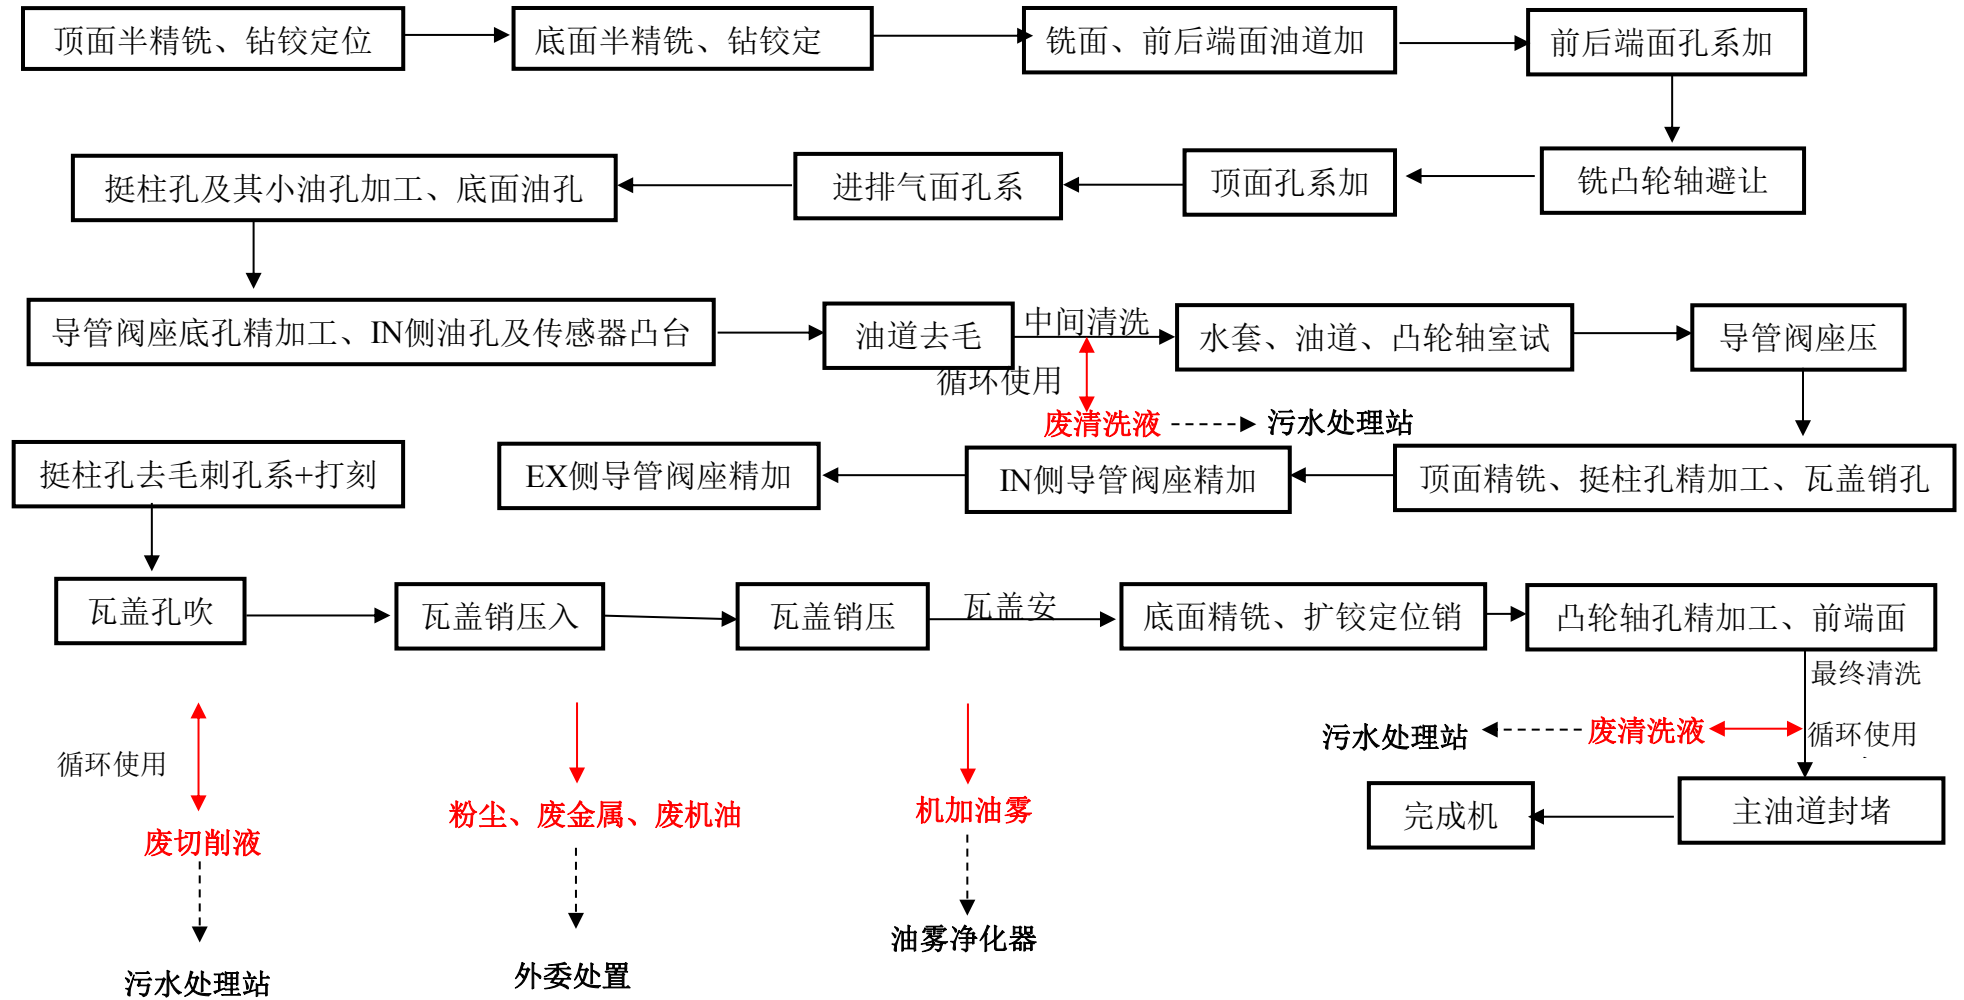 顶面半精铣、钻铰定位
底面半精铣、钻铰定
铣面、前后端面油道加
前后端面孔系加
挺柱孔及其小油孔加工、底面油孔
进排气面孔系
顶面孔系加
铣凸轮轴避让
导管阀座底孔精加工、IN侧油孔及传感器凸台
油道去毛
中间清洗
水套、油道、凸轮轴室试
导管阀座压
循环使用
废清洗液
污水处理站
挺柱孔去毛刺孔系+打刻
EX侧导管阀座精加
IN侧导管阀座精加
顶面精铣、挺柱孔精加工、瓦盖销孔
瓦盖孔吹
瓦盖销压入
瓦盖销压
瓦盖安
底面精铣、扩铰定位销
凸轮轴孔精加工、前端面
最终清洗
污水处理站
废清洗液
循环使用
循环使用
粉尘、废金属、废机油
机加油雾
完成机
主油道封堵
废切削液
油雾净化器
污水处理站
外委处置